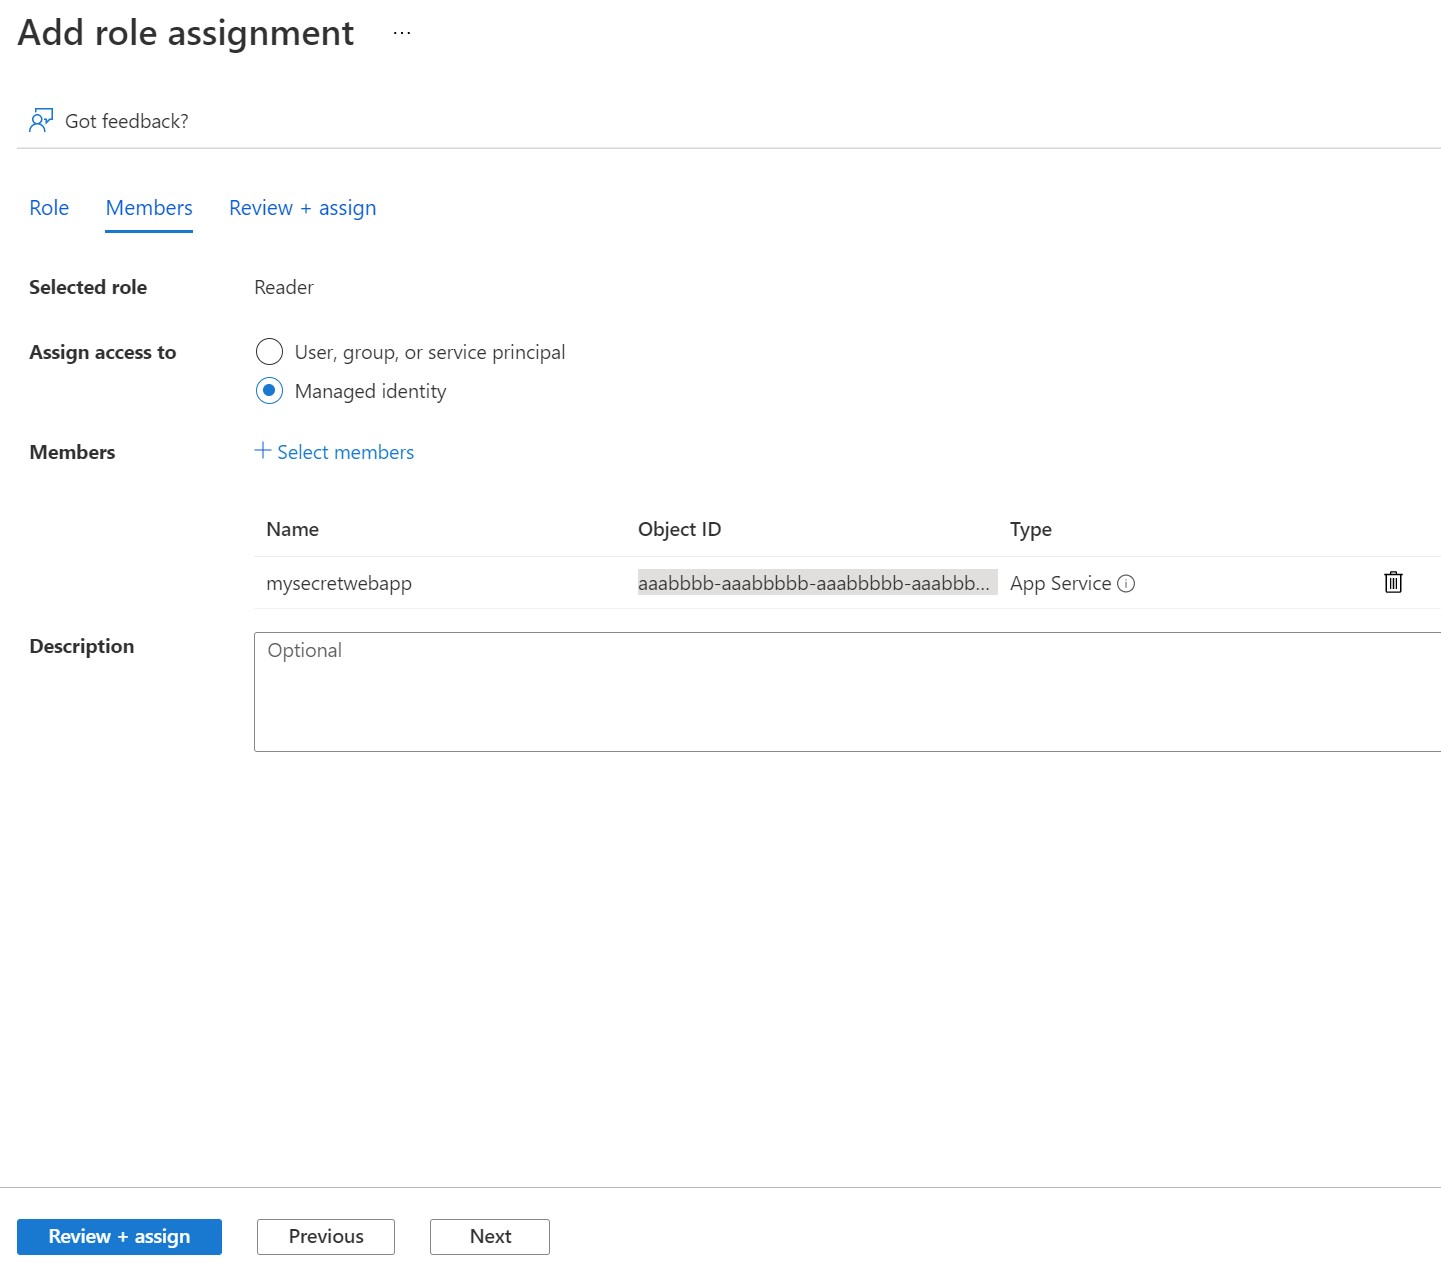 Add role assignment ...
Got feedback?
Role Members Review + assign
Selected role Reader
Assign access to User, group, or service principal
Managed identity
Members + Select members
Name Object ID Type
mysecretwebapp aaabbbb-aaabbbbb-aaabbbbb-aaabbb... App Service
Description Optional
Review + assign Previous Next